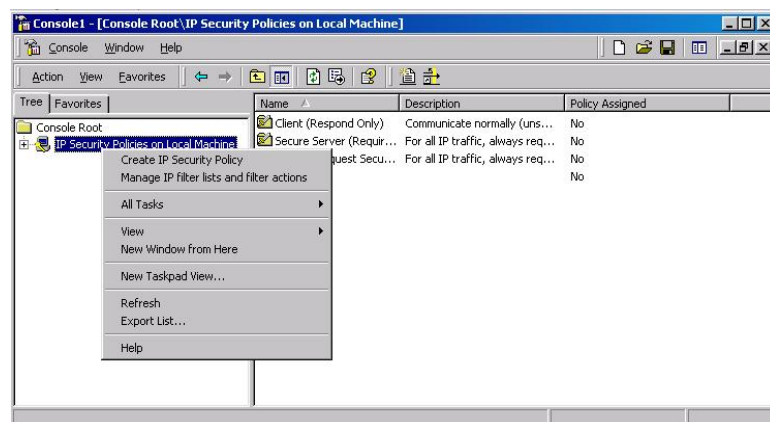 Console1 - [Console Root\IP Security Policies on Local Machine]
Console Window Help
Action View Favorites
Tree Favorites
Name Description Policy Assigned
Console Root
IP Security Policies on Local Machine
Client (Respond Only) Communicate normally (uns... No
Secure Server (Requir... For all IP traffic, always req... No
quest Secu... For all IP traffic, always req... No
No
Create IP Security Policy
Manage IP filter lists and filter actions
All Tasks
View
New Window from Here
New Taskpad View...
Refresh
Export List...
Help